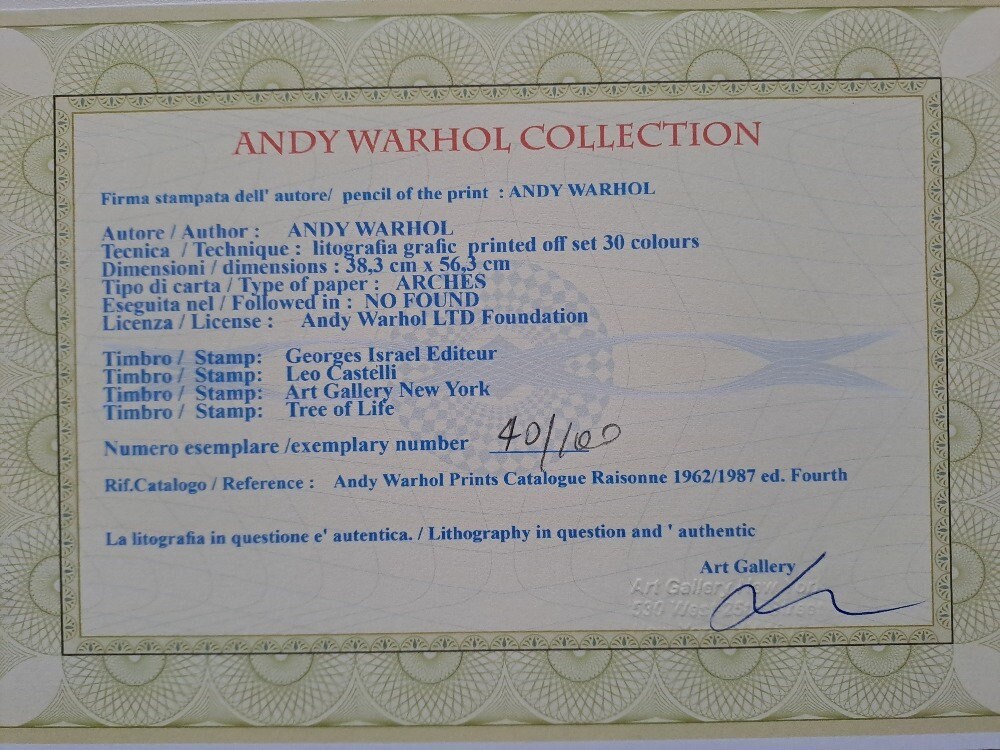 ANDY WARHOL COLLECTION
Firma stampata dell' autore/ pencil of the print : ANDY WARHOL
Autore / Author : ANDY WARHOL
Tecnica / Technique : litografia grafic printed off set 30 colours
Dimensioni / dimensions : 38,3 cm x 56,3 cm
Tipo di carta / Type of paper : ARCHES
Eseguita nel / Followed in : NO FOUND
Licenza / License : Andy Warhol LTD Foundation
Timbro / Stamp: Georges Israel Editeur
Timbro / Stamp: Leo Castelli
Timbro / Stamp: Art Gallery New York
Timbro / Stamp: Tree of Life
Numero esemplare /exemplary number 40/100
Rif.Catalogo / Reference : Andy Warhol Prints Catalogue Raisonne 1962/1987 ed. Fourth
La litografia in questione e' autentica. / Lithography in question and ' authentic
Art Gallery
Art Gallery New
530 West